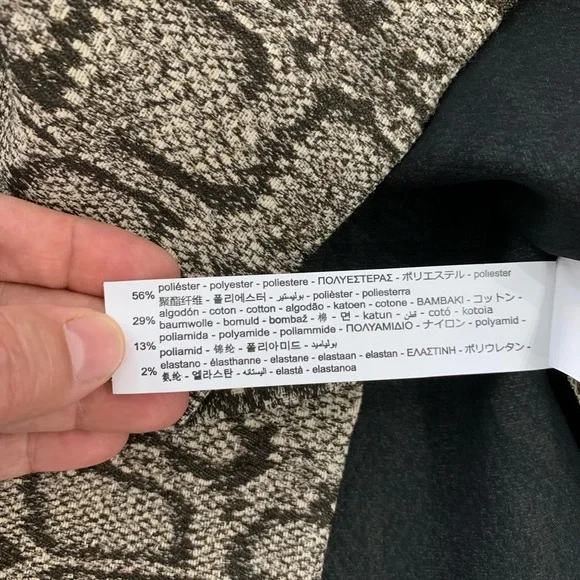 poliéster - polyester - poliestere - ΠΟΛΥΕΣΤΕΡΑΣ - ポリエステル - poliester
56% 聚酯纤维 - 폴리에스터 - بوليستير - polièster - poliesterra
algodón - coton - cotton - algodão - katoen - cotone - BAMBAKI - コットン -
29% baumwolle - bomuld - bombaž - 棉 - 면 - katun - قطن - cotó - kotoia
poliamida - polyamide - poliammide - ΠΟΛΥΑΜΙΔΙΟ - ナイロン - polyamid -
13% poliamid - 锦纶 - 폴리아미드 - بولياميد
elastano - élasthanne - elastane - elastaan - elastan - ΕΛΑΣΤΙΝΗ - ポリウレタン -
2% 氨纶 - 엘라스탄 - اليستانه - elastà - elastanoa